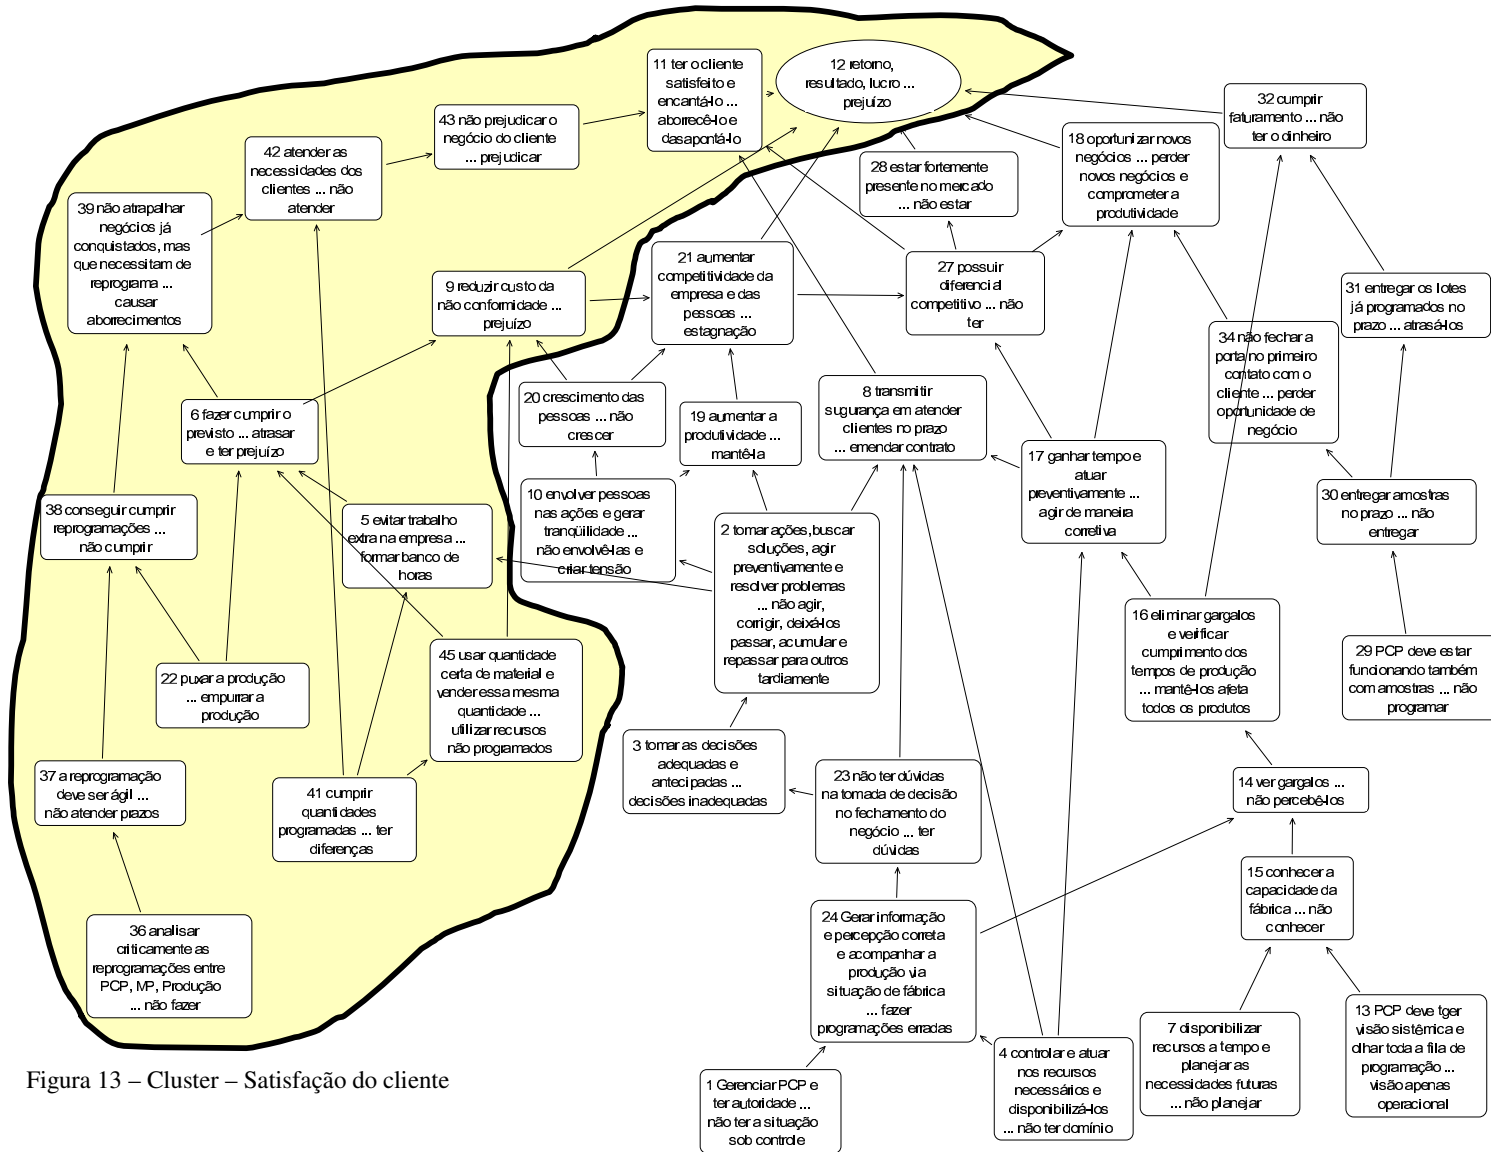 11 ter o cliente
satisfeito e
encantá-lo ...
aborrecê-lo e
dasapontá-lo
12 retorno,
resultado, lucro ...
prejuízo
32 cumprir
faturamento ... não
ter o dinheiro
43 não prejudicar o
negócio do cliente
... prejudicar
18 oportunizar novos
negócios ... perder
novos negócios e
comprometer a
produtividade
42 atender as
necessidades dos
clientes ... não
atender
28 estar fortemente
presente no mercado
... não estar
39 não atrapalhar
negócios já
conquistados, mas
que necessitam de
reprograma ...
causar
aborrecimentos
21 aumentar
competitividade da
empresa e das
pessoas ...
estagnação
27 possuir
diferencial
competitivo ... não
ter
9 reduzir custo da
não conformidade ...
prejuízo
31 entregar os lotes
já programados no
prazo ... atrasá-los
34 não fechar a
porta no primeiro
contato com o
cliente ... perder
oportunidade de
negócio
20 crescimento das
pessoas ... não
crescer
8 transmitir
sugurança em atender
clientes no prazo
... emendar contrato
6 fazer cumprir o
previsto ... atrasar
e ter prejuízo
19 aumentar a
produtividade ...
mantê-la
17 ganhar tempo e
atuar
preventivamente ...
agir de maneira
corretiva
10 envolver pessoas
nas ações e gerar
tranqüilidade ...
não envolvê-las e
criar tensão
30 entregar amostras
no prazo ... não
entregar
38 conseguir cumprir
reprogramações ...
não cumprir
5 evitar trabalho
extra na empresa ...
formar banco de
horas
2 tomar ações, buscar
soluções, agir
preventivamente e
resolver problemas
... não agir,
corrigir, deixá-los
passar, acumular e
repassar para outros
tardiamente
16 eliminar gargalos
e verificar
cumprimento dos
tempos de produção
... mantê-los afeta
todos os produtos
29 PCP deve estar
funcionando também
com amostras ... não
programar
45 usar quantidade
certa de material e
vender essa mesma
quantidade ...
utilizar recursos
não programados
22 puxar a produção
... empurrar a
produção
3 tomar as decisões
adequadas e
antecipadas ...
decisões inadequadas
37 a reprogramação
deve ser ágil ...
não atender prazos
23 não ter dúvidas
na tomada de decisão
no fechamento do
negócio ... ter
dúvidas
14 ver gargalos ...
não percebê-los
41 cumprir
quantidades
programadas ... ter
diferenças
15 conhecer a
capacidade da
fábrica ... não
conhecer
24 Gerar informação
e percepção correta
e acompanhar a
produção via
situação de fábrica
... fazer
programações erradas
36 analisar
criticamente as
reprogramações entre
PCP, MP, Produção
... não fazer
13 PCP deve tger
visão sistêmica e
olhar toda a fila de
programação ...
visão apenas
operacional
7 disponibilizar
recursos a tempo e
planejar as
necessidades futuras
... não planejar
4 controlar e atuar
nos recursos
necessários e
disponibilizá-los
... não ter domínio
1 Gerenciar PCP e
ter autoridade ...
não ter a situação
sob controle
Figura 13 – Cluster – Satisfação do cliente